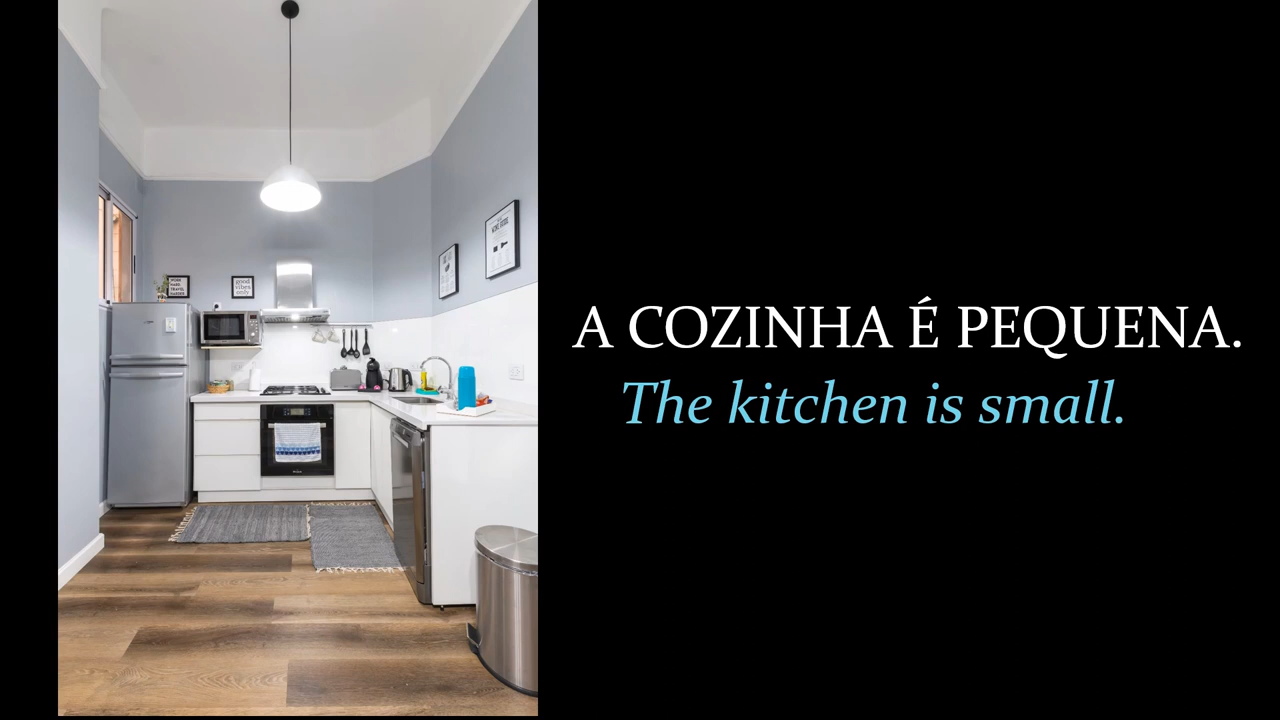 A COZINHA É PEQUENA.
The kitchen is small.
good
vibes
only